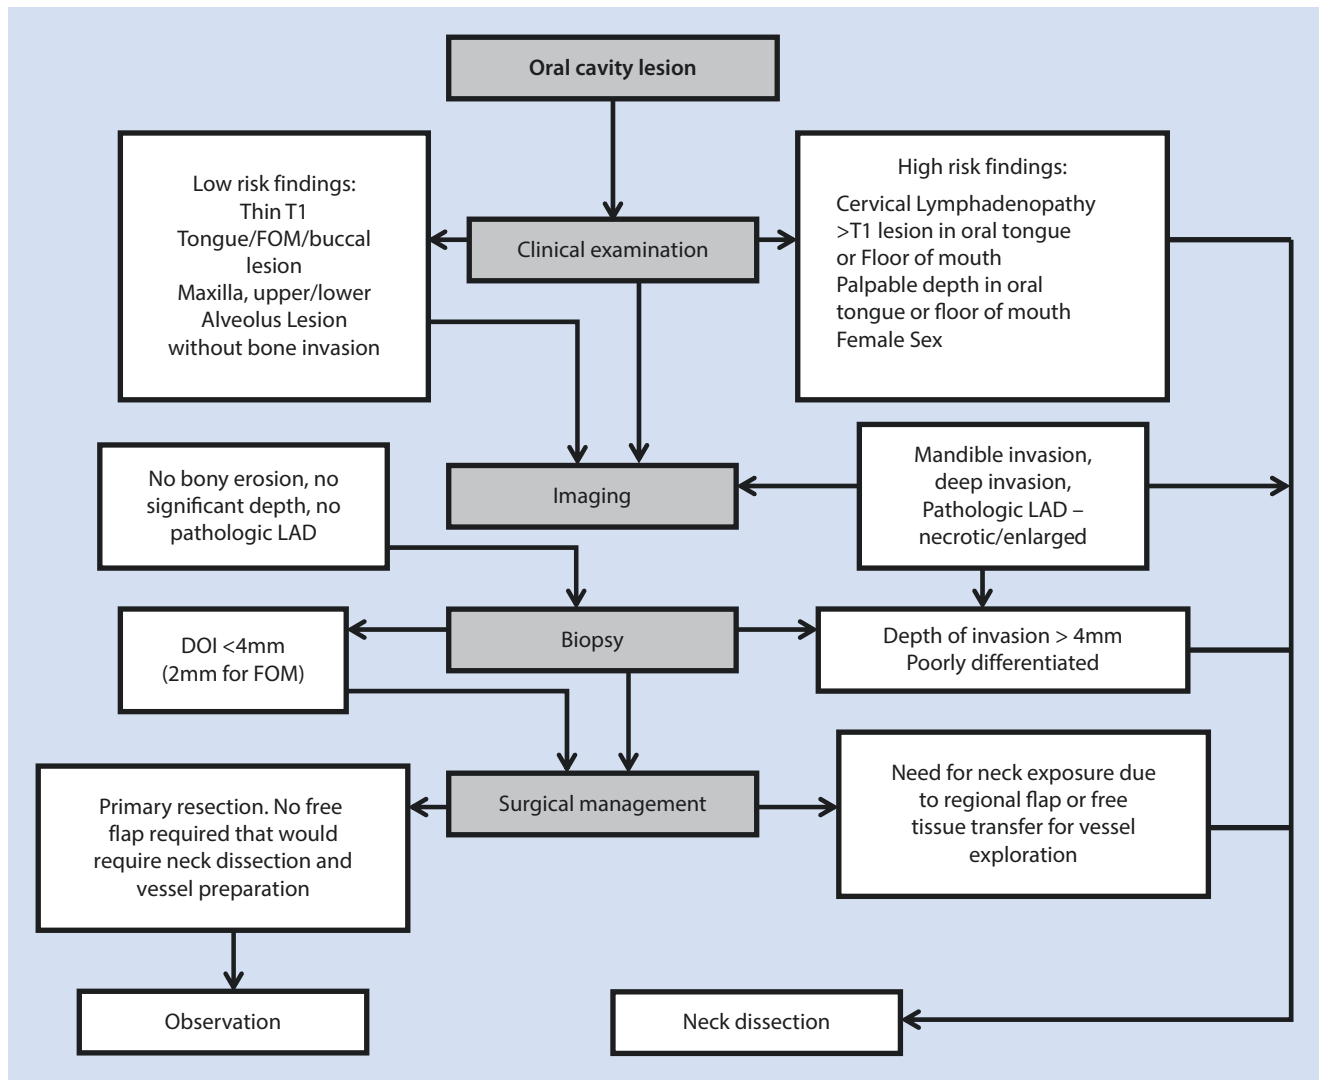 Oral cavity lesion
Low risk findings:
Thin T1
Tongue/FOM/buccal
lesion
Maxilla, upper/lower
Alveolus Lesion
without bone invasion
Clinical examination
High risk findings:
Cervical Lymphadenopathy
>T1 lesion in oral tongue
or Floor of mouth
Palpable depth in oral
tongue or floor of mouth
Female Sex
No bony erosion, no
significant depth, no
pathologic LAD
Imaging
Mandible invasion,
deep invasion,
Pathologic LAD –
necrotic/enlarged
DOI <4mm
(2mm for FOM)
Biopsy
Depth of invasion > 4mm
Poorly differentiated
Primary resection. No free
flap required that would
require neck dissection and
vessel preparation
Surgical management
Need for neck exposure due
to regional flap or free
tissue transfer for vessel
exploration
Observation
Neck dissection